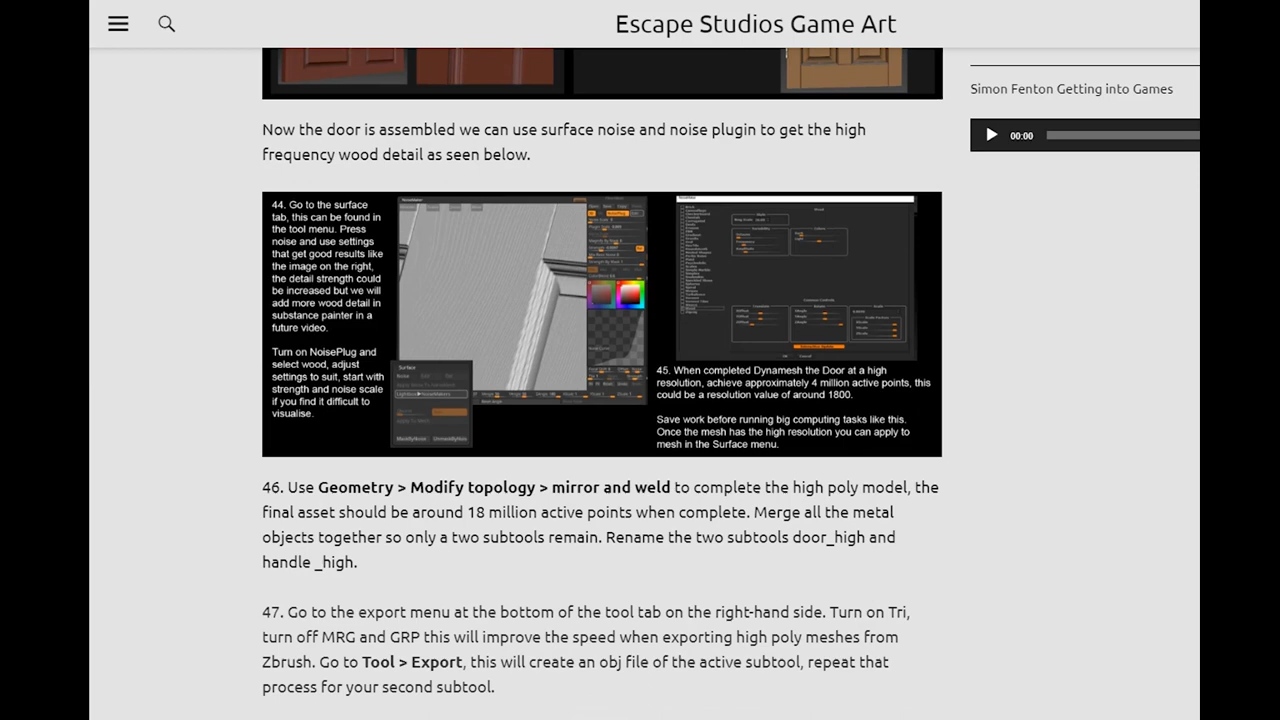 Escape Studios Game Art
Simon Fenton Getting into Games
00:00
Now the door is assembled we can use surface noise and noise plugin to get the high
frequency wood detail as seen below.
44. Go to the surface
tab, this can be found in
the tool menu. Press
noise and use settings
that get good results like
the image on the right,
the detail strength could
be increased but we will
add more wood detail in
substance painter in a
future video.
Turn on NoisePlug and
select wood, adjust
settings to suit, start with
strength and noise scale
if you find it difficult to
visualise.
Surface
Noise
45. When completed Dynamesh the Door at a high
resolution, achieve approximately 4 million active points, this
could be a resolution value of around 1800.
Save work before running big computing tasks like this.
Once the mesh has the high resolution you can apply to
mesh in the Surface menu.
46. Use Geometry > Modify topology > mirror and weld to complete the high poly model, the
final asset should be around 18 million active points when complete. Merge all the metal
objects together so only a two subtools remain. Rename the two subtools door_high and
handle _high.
47. Go to the export menu at the bottom of the tool tab on the right-hand side. Turn on Tri,
turn off MRG and GRP this will improve the speed when exporting high poly meshes from
Zbrush. Go to Tool > Export, this will create an obj file of the active subtool, repeat that
process for your second subtool.